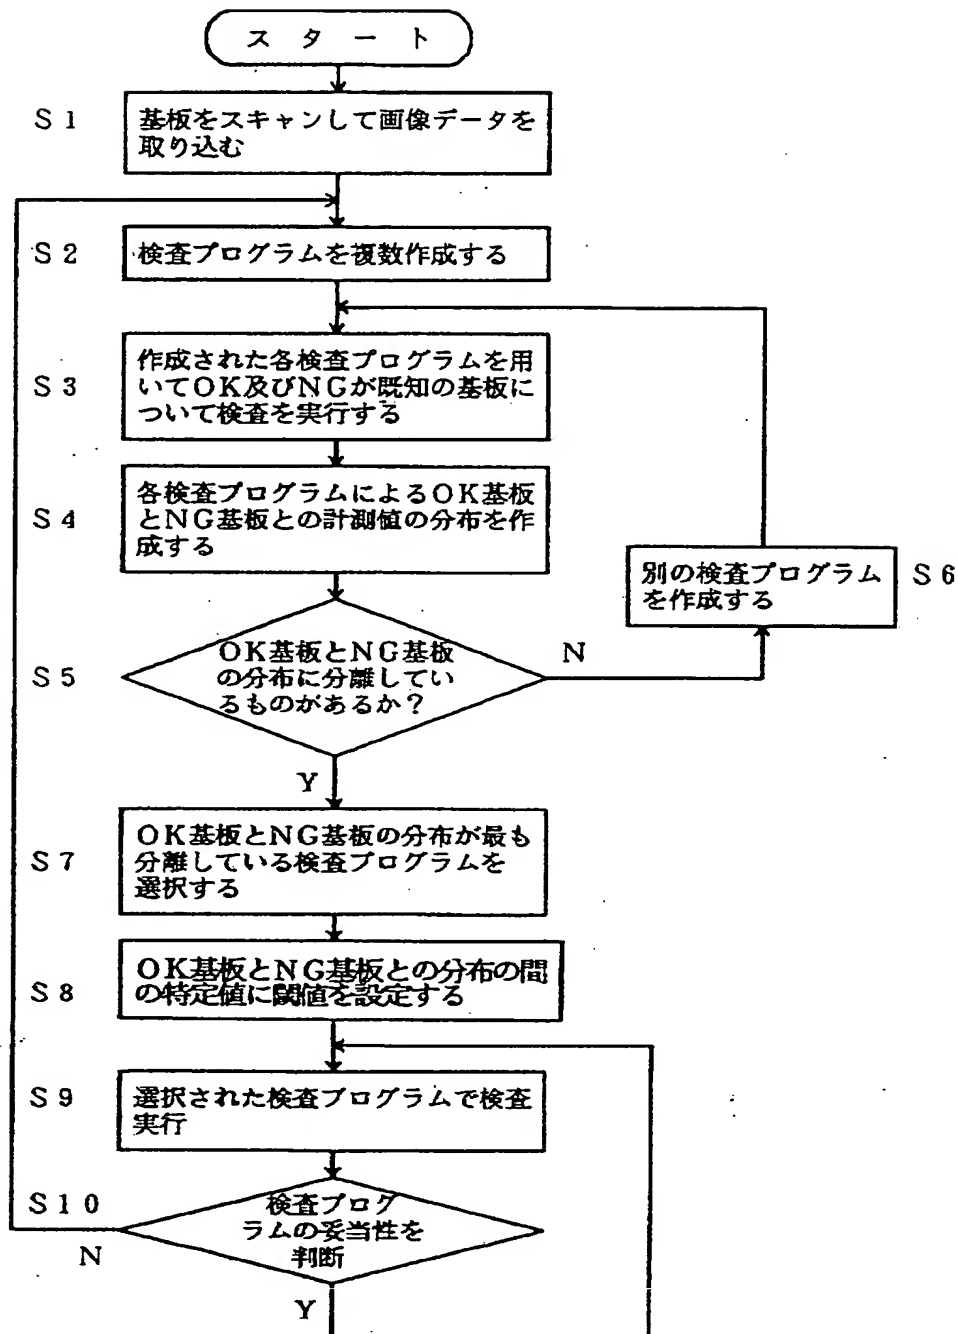 スタート
S1
基板をスキャンして画像データを
取り込む
S2
検査プログラムを複数作成する
S3
作成された各検査プログラムを用
いてOK及びNGが既知の基板に
ついて検査を実行する
S4
各検査プログラムによるOK基板
とNG基板との計測値の分布を作
成する
別の検査プログラム
を作成する
S6
S5
OK基板とNG基板
の分布に分離してい
るものがあるか?
N
Y
S7
OK基板とNG基板の分布が最も
分離している検査プログラムを
選択する
S8
OK基板とNG基板との分布の間
の特定値に閾値を設定する
S9
選択された検査プログラムで検査
実行
S10
検査プログ
ラムの妥当性を
判断
N
Y